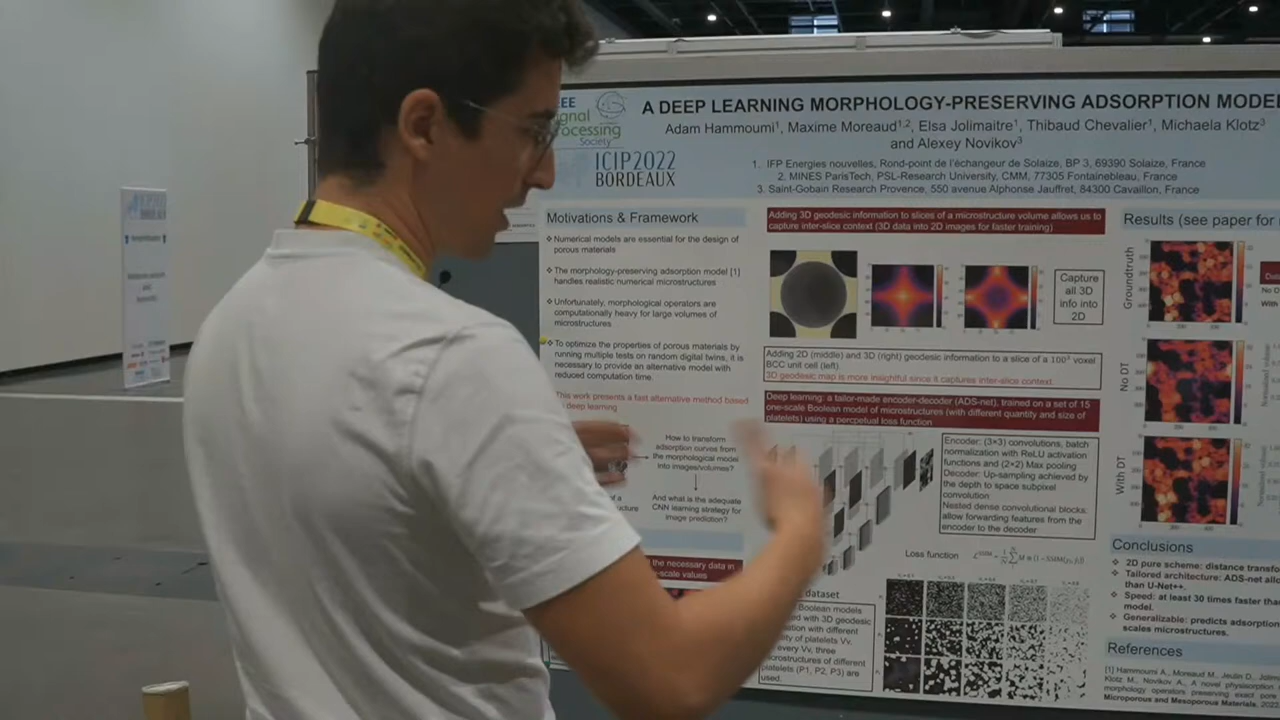 EEE
gnal
ocessing
Society
ICIP2022
BORDEAUX
A DEEP LEARNING MORPHOLOGY-PRESERVING ADSORPTION MODEL
Adam Hammoumi¹, Maxime Moreaud¹,², Elsa Jolimaitre¹, Thibaud Chevalier¹, Michaela Klotz³
and Alexey Novikov³
1. IFP Energies nouvelles, Rond-point de l'échangeur de Solaize, BP 3, 69390 Solaize, France
2. MINES ParisTech, PSL-Research University, CMM, 77305 Fontainebleau, France
3. Saint-Gobain Research Provence, 550 avenue Alphonse Jauffret, 84300 Cavaillon, France
Motivations & Framework
Numerical models are essential for the design of
porous materials
The morphology-preserving adsorption model [1]
handles realistic numerical microstructures
Unfortunately, morphological operators are
computationally heavy for large volumes of
microstructures
To optimize the properties of porous materials by
running multiple tests on random digital twins, it is
necessary to provide an alternative model with
reduced computation time.
This work presents a fast alternative method based
deep learning
How to transform
adsorption curves from
the morphological model
into images/volumes?
And what is the adequate
CNN learning strategy for
image prediction?
of a
cture
the necessary data in
-scale values
Adding 3D geodesic information to slices of a microstructure volume allows us to
capture inter-slice context (3D data into 2D images for faster training)
Capture
all 3D
info into
2D
Adding 2D (middle) and 3D (right) geodesic information to a slice of a 100³ voxel
BCC unit cell (left).
3D geodesic map is more insightful since it captures inter-slice context.
Deep learning: a tailor-made encoder-decoder (ADS-net), trained on a set of 15
one-scale Boolean model of microstructures (with different quantity and size of
platelets) using a percpetual loss function
Encoder: (3×3) convolutions, batch
normalization with ReLU activation
functions and (2×2) Max pooling
Decoder: Up-sampling achieved by
the depth to space subpixel
convolution
Nested dense convolutional blocks:
allow forwarding features from the
encoder to the decoder
Loss function
dataset
Boolean models
ed with 3D geodesic
ation with different
ity of platelets Vv.
every Vv, three
icrostructures of different
platelets (P1, P2, P3) are
used.
Results (see paper for
Groundtruth
No DT
With DT
Conclusions
2D pure scheme: distance transfo
Tailored architecture: ADS-net allo
than U-Net++.
Speed: at least 30 times faster tha
model.
Generalizable: predicts adsorption
scales microstructures.
References
[1] Hammoumi A., Moreaud M., Jeulin D., Jolim
Klotz M., Novikov A., A novel physisorption
morphology operators preserving exact pore
Microporous and Mesoporous Materials, 2022